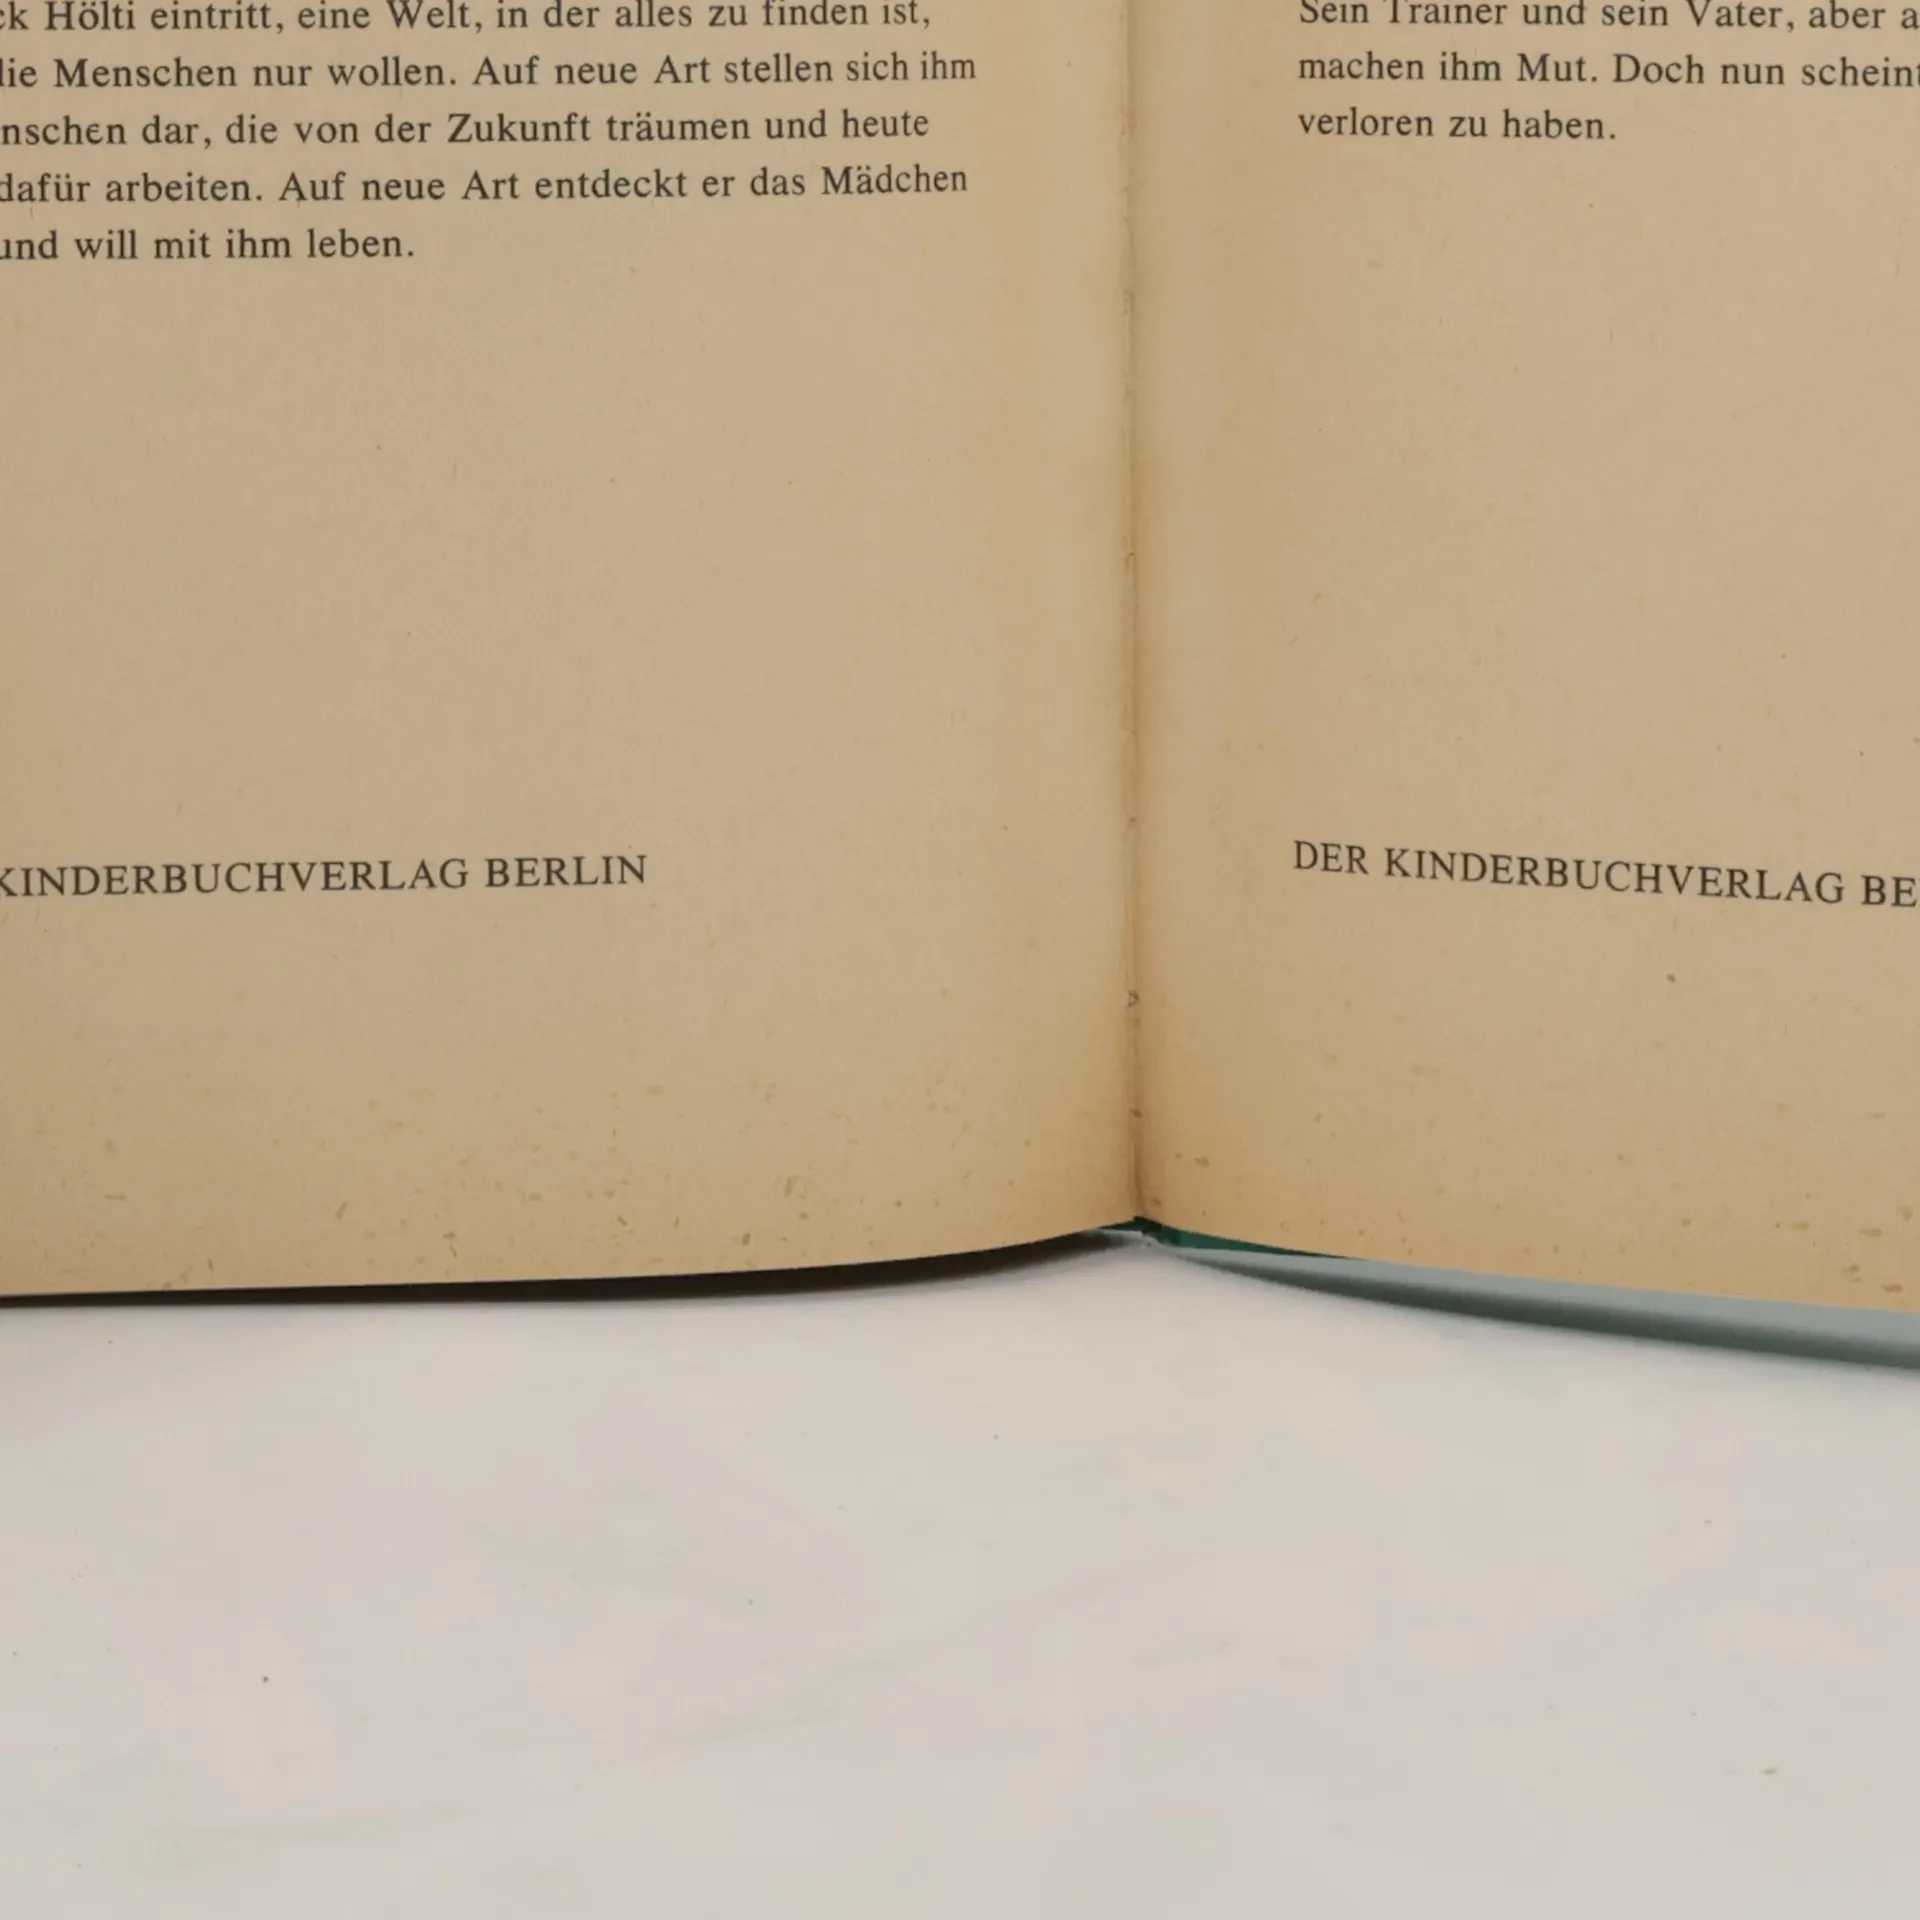 Hölti eintritt, eine Welt, in der alles zu finden ist,
die Menschen nur wollen. Auf neue Art stellen sich ihm
nschen dar, die von der Zukunft träumen und heute
dafür arbeiten. Auf neue Art entdeckt er das Mädchen
und will mit ihm leben.
KINDERBUCHVERLAG BERLIN
Sein Trainer und sein Vater, aber a
machen ihm Mut. Doch nun scheint
verloren zu haben.
DER KINDERBUCHVERLAG BE